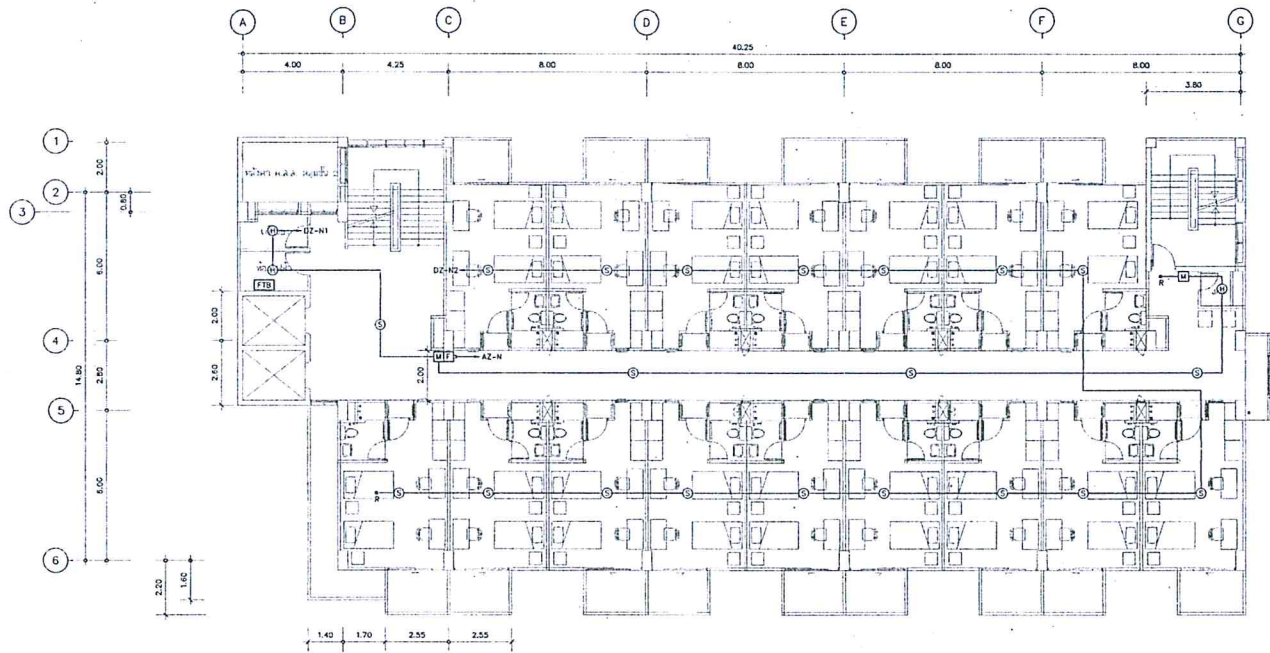 A B C D E F G
40.25
4.00 4.25 8.00 8.00 8.00 8.00
3.80
1
2.00
2
3
0.80
H DZ-N1
6.00
DZ-N2 S S S S S S S
H
R M H
FTB
2.00
S
4
M F AZ-N
14.80
2.60 2.80
2.00
S S S
5
6.00
R S S S S S S S S S
6
2.20 1.60
1.40 1.70 2.55 2.55